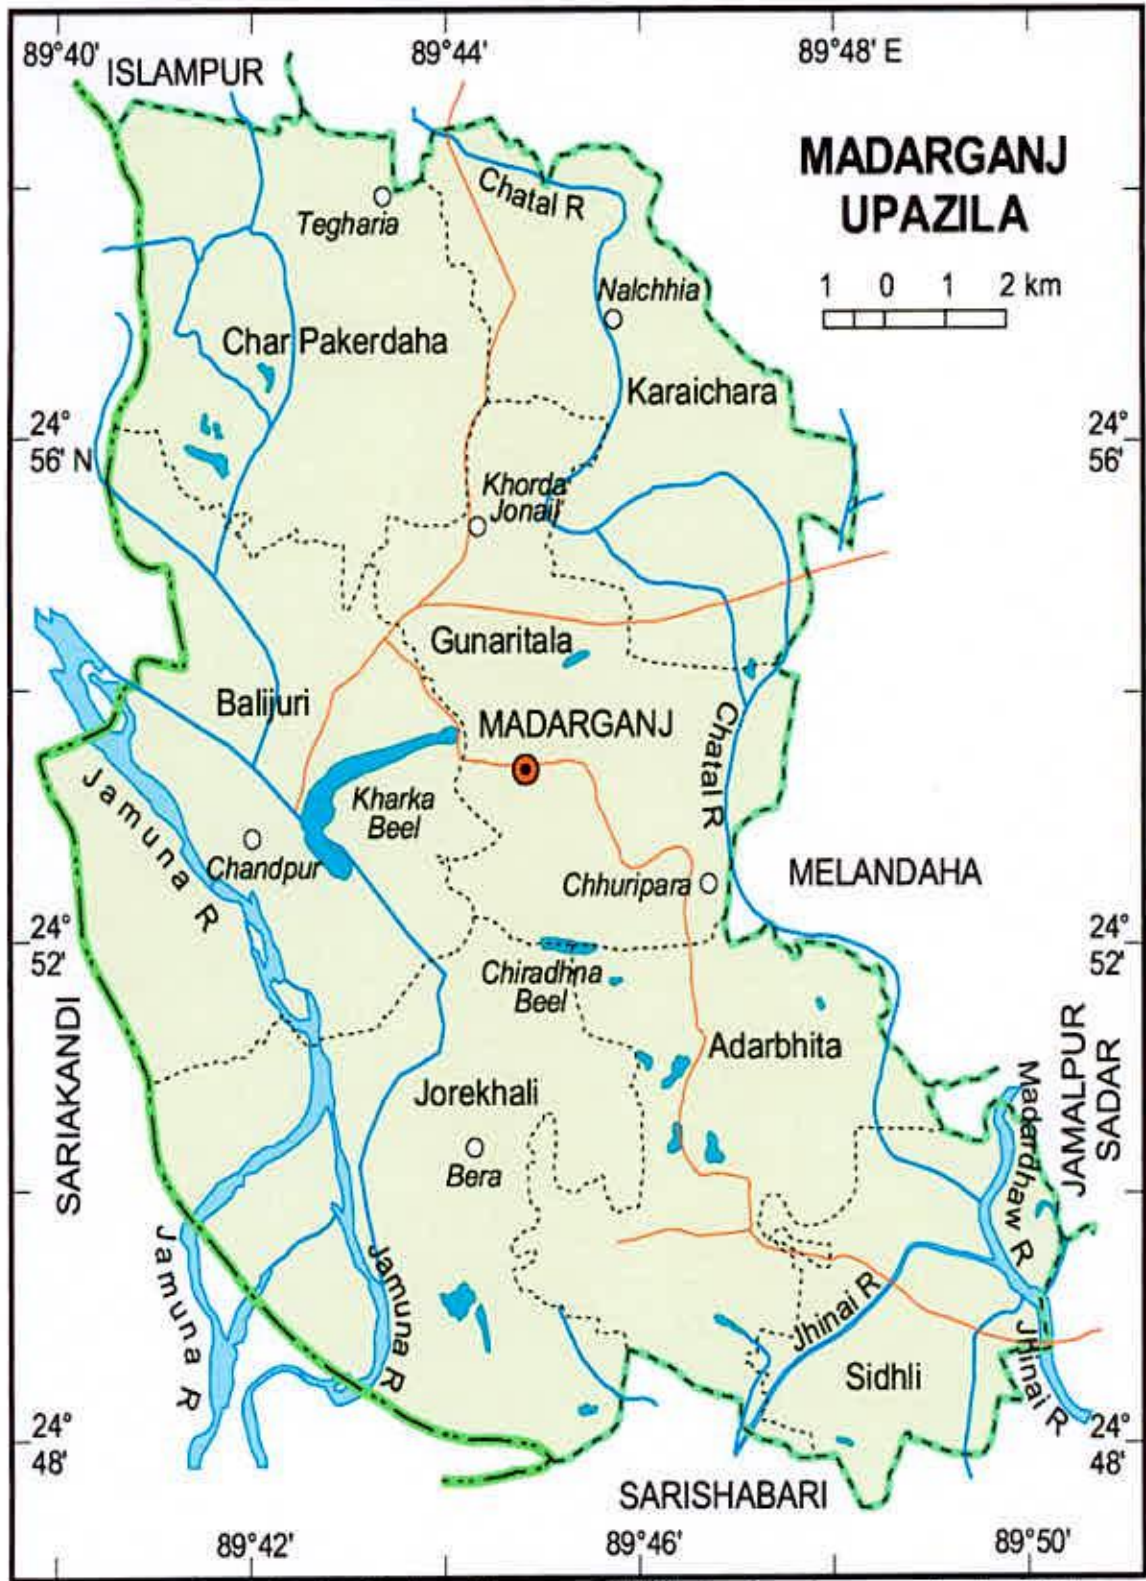 89°40'
89°44'
89°48' E
ISLAMPUR
MADARGANJ
UPAZILA
1 0 1 2 km
Chatal R
Tegharia
Nalchhia
Char Pakerdaha
Karaichara
24°
56' N
24°
56'
Khorda
Jonail
Gunaritala
Balijuri
MADARGANJ
Chatal R
Jamuna R
Kharka
Beel
Chandpur
Chhuripara
MELANDAHA
24°
52'
24°
52'
Chiradhna
Beel
SARIAKANDI
Adarbhita
JAMALPUR
SADAR
Jorekhali
Madardhaw R
Bera
Jamuna R
Jamuna R
Jhinai R
Jhinai R
Sidhli
24°
48'
24°
48'
SARISHABARI
89°42'
89°46'
89°50'